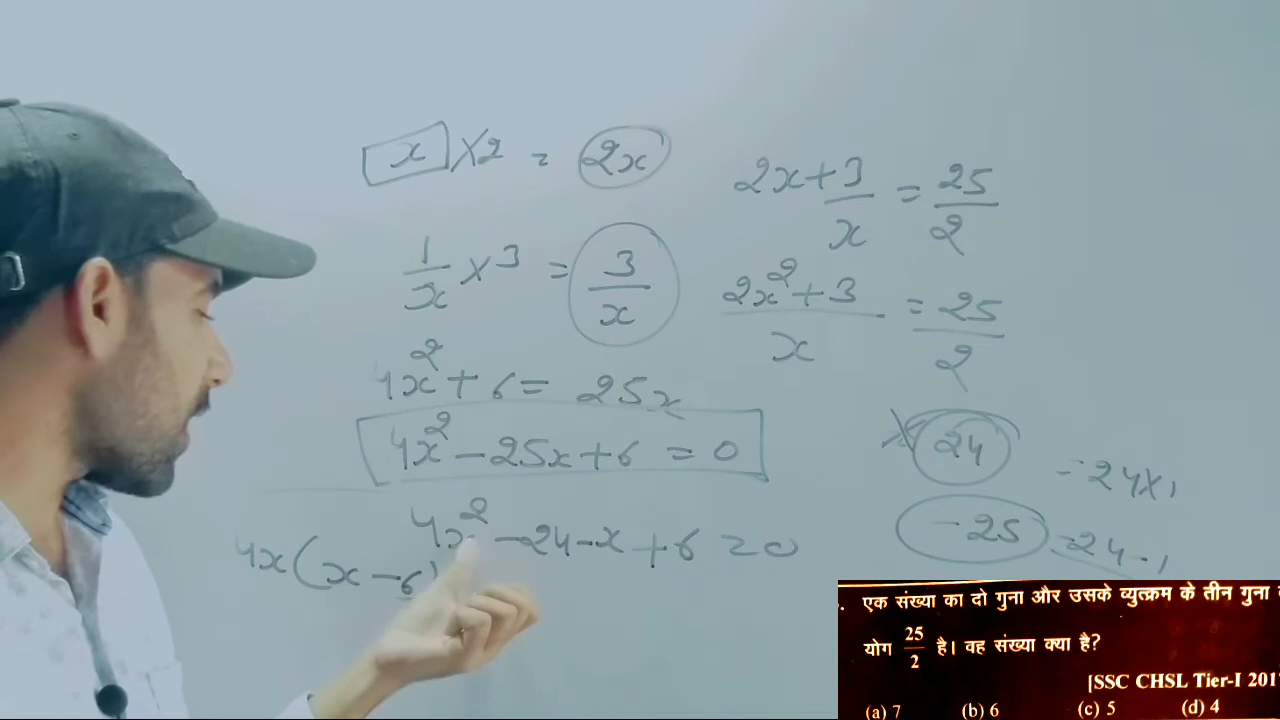 x ×2 = 2x
1/x ×3 = 3/x
4x² + 6 = 25x
4x² - 25x + 6 = 0
4x² - 24 - x + 6 = 0
4x(x - 6)
2x + 3/x = 25/2
2x² + 3 / x = 25/2
24 = -24×1
-25 = -24 - 1
एक संख्या का दो गुना और उसके व्युत्क्रम के तीन गुना
योग 25/2 है। वह संख्या क्या है?
[SSC CHSL Tier-I 201
(a) 7 (b) 6 (c) 5 (d) 4